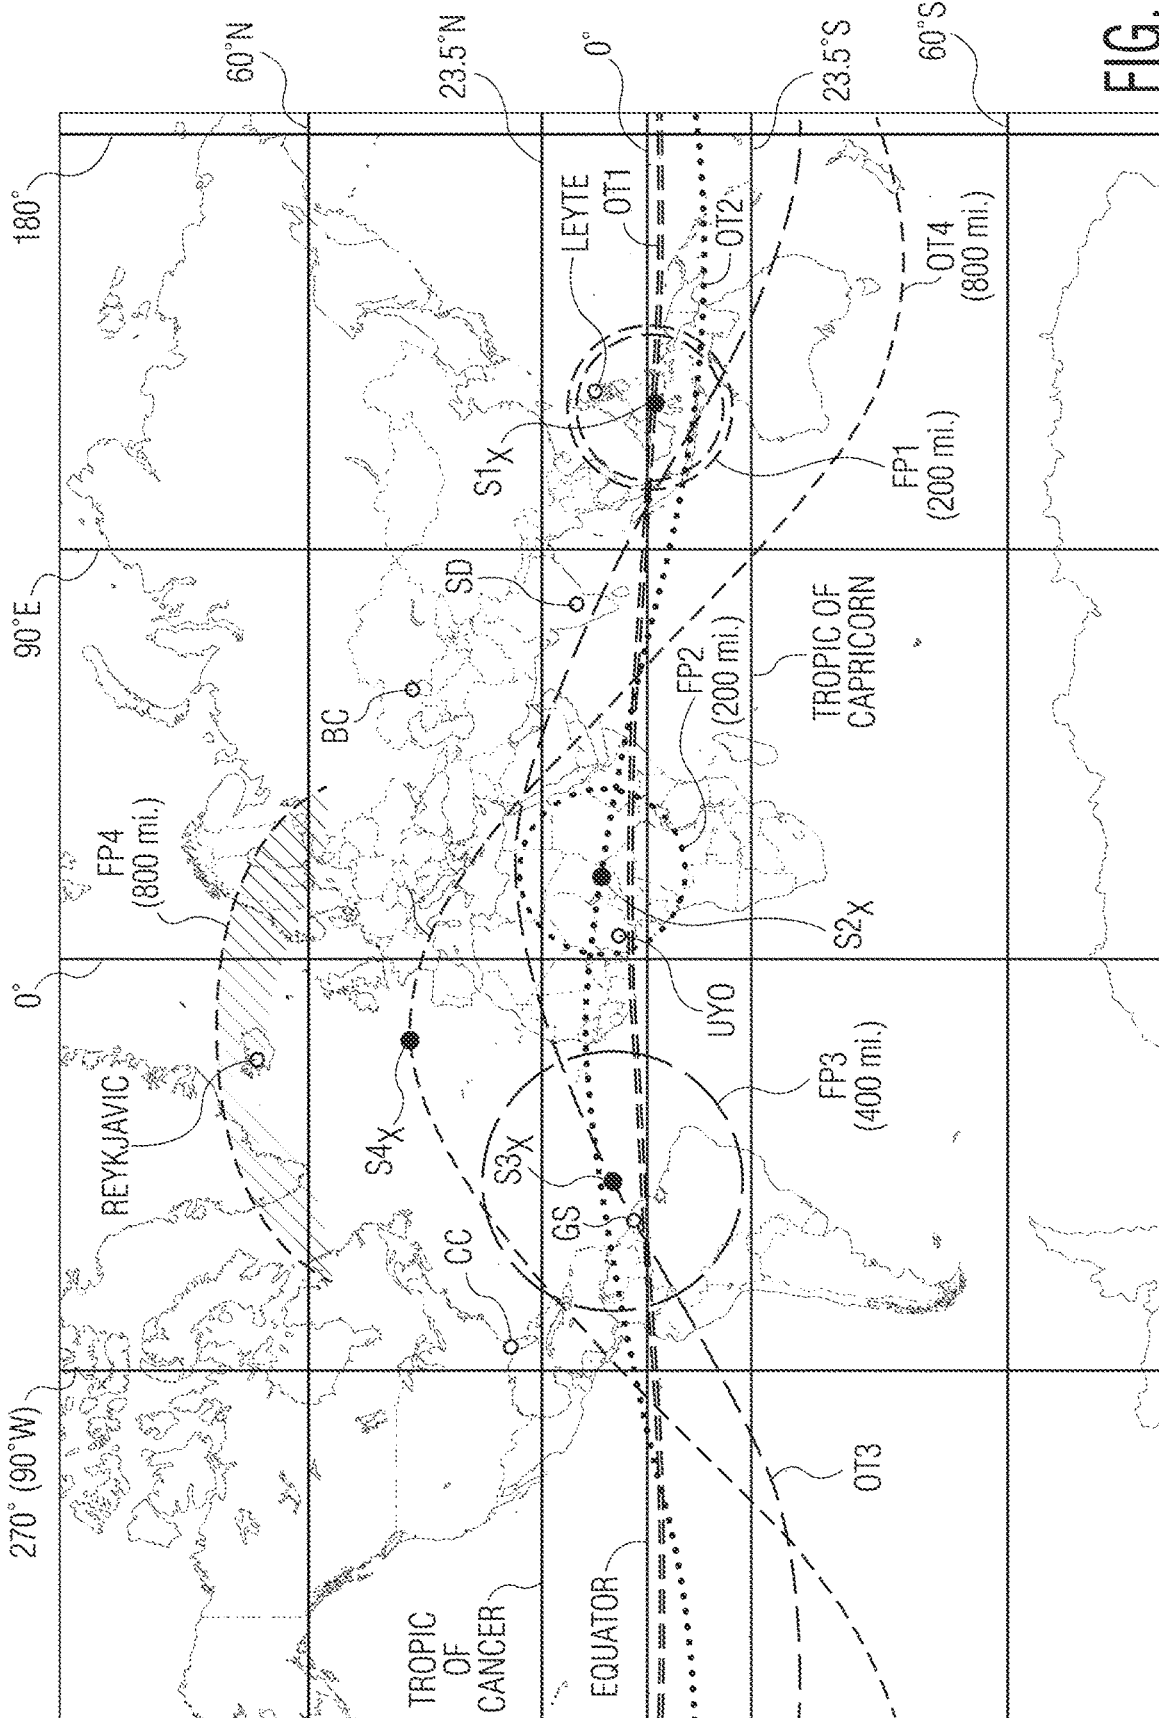 270° (90°W)
0°
90°E
180°
REYKJAVIC
FP4
(800 mi.)
60°N
BC
S4X
CC
SD
S1X
LEYTE
23.5°N
TROPIC
OF
CANCER
S3X
GS
OT1
0°
EQUATOR
UYO
FP2
(200 mi.)
OT2
23.5°S
S2X
TROPIC OF
CAPRICORN
FP3
(400 mi.)
OT3
FP1
(200 mi.)
OT4
(800 mi.)
60°S
FIG.